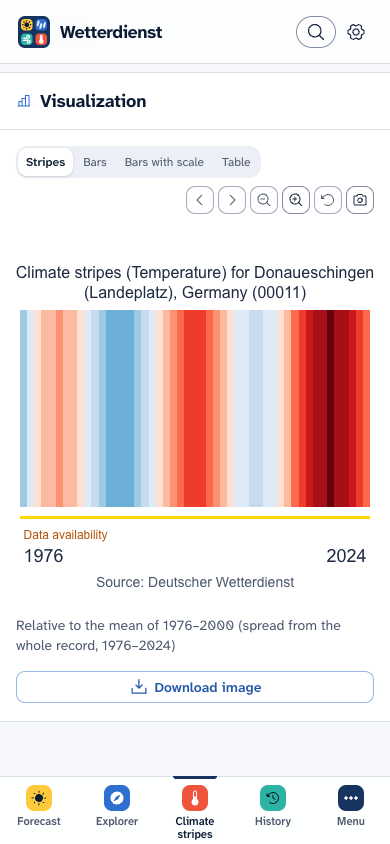 Wetterdienst
Visualization
Stripes Bars Bars with scale Table
Climate stripes (Temperature) for Donaueschingen
(Landeplatz), Germany (00011)
Data availability
1976 2024
Source: Deutscher Wetterdienst
Relative to the mean of 1976–2000 (spread from the
whole record, 1976–2024)
Download image
Forecast Explorer Climate stripes History Menu